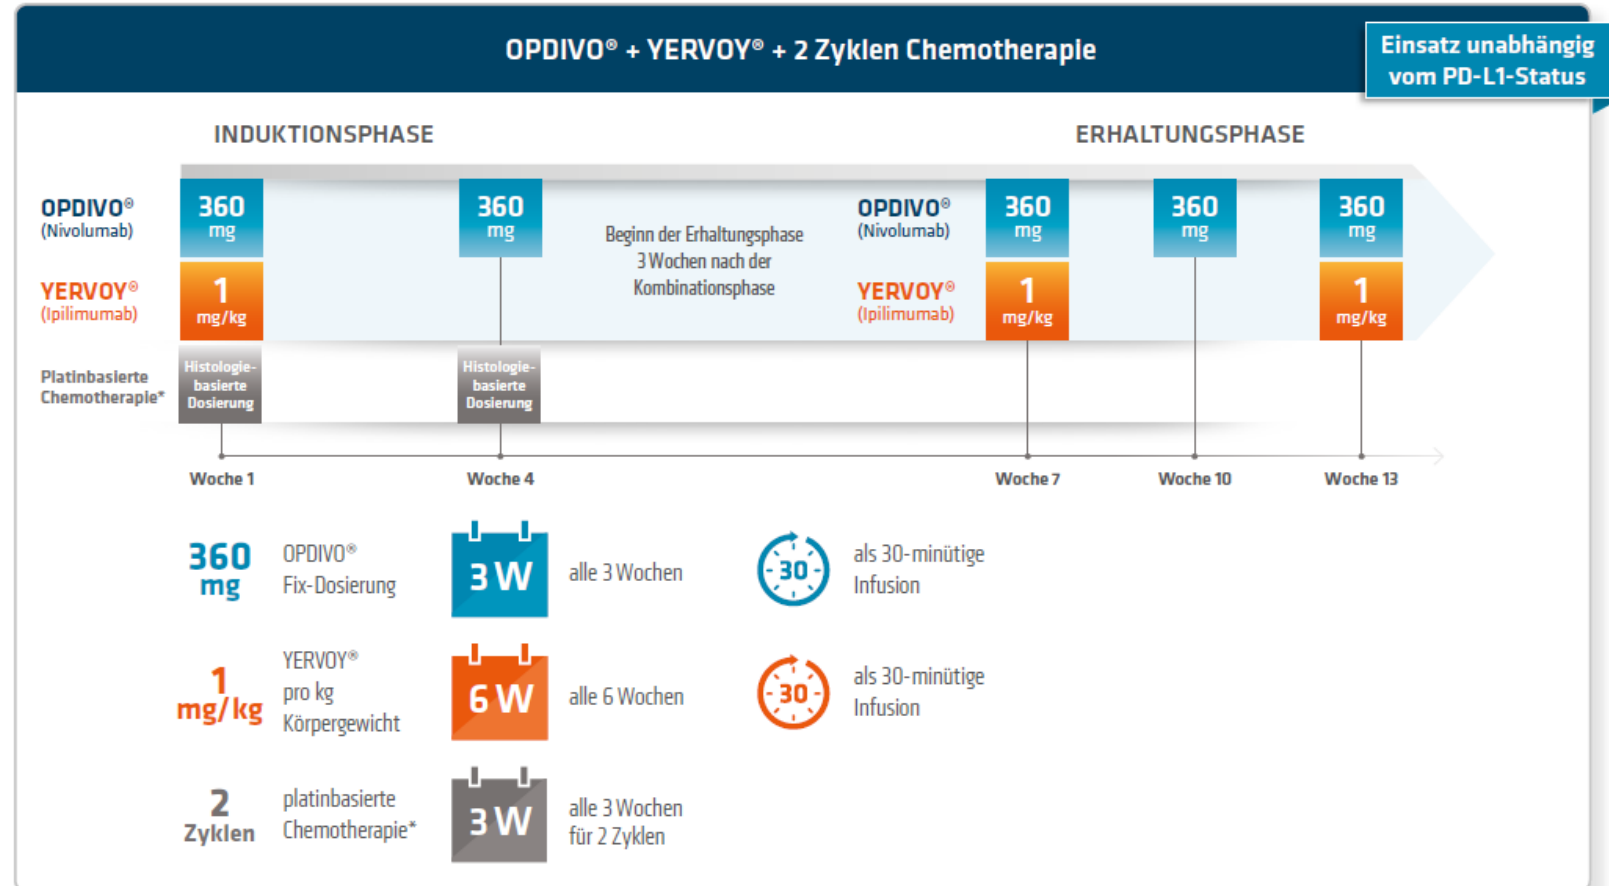 OPDIVO® + YERVOY® + 2 Zyklen Chemotherapie
Einsatz unabhängig
vom PD-L1-Status
INDUKTIONSPHASE
ERHALTUNGSPHASE
OPDIVO®
(Nivolumab)
360
mg
360
mg
Beginn der Erhaltungsphase
3 Wochen nach der
Kombinationsphase
OPDIVO®
(Nivolumab)
360
mg
360
mg
360
mg
YERVOY®
(Ipilimumab)
1
mg/kg
YERVOY®
(Ipilimumab)
1
mg/kg
1
mg/kg
Platinbasierte
Chemotherapie*
Histologie-
basierte
Dosierung
Histologie-
basierte
Dosierung
Woche 1
Woche 4
Woche 7
Woche 10
Woche 13
360
mg
OPDIVO®
Fix-Dosierung
3 W
alle 3 Wochen
30
als 30-minütige
Infusion
1
mg/kg
YERVOY®
pro kg
Körpergewicht
6 W
alle 6 Wochen
30
als 30-minütige
Infusion
2
Zyklen
platinbasierte
Chemotherapie*
3 W
alle 3 Wochen
für 2 Zyklen